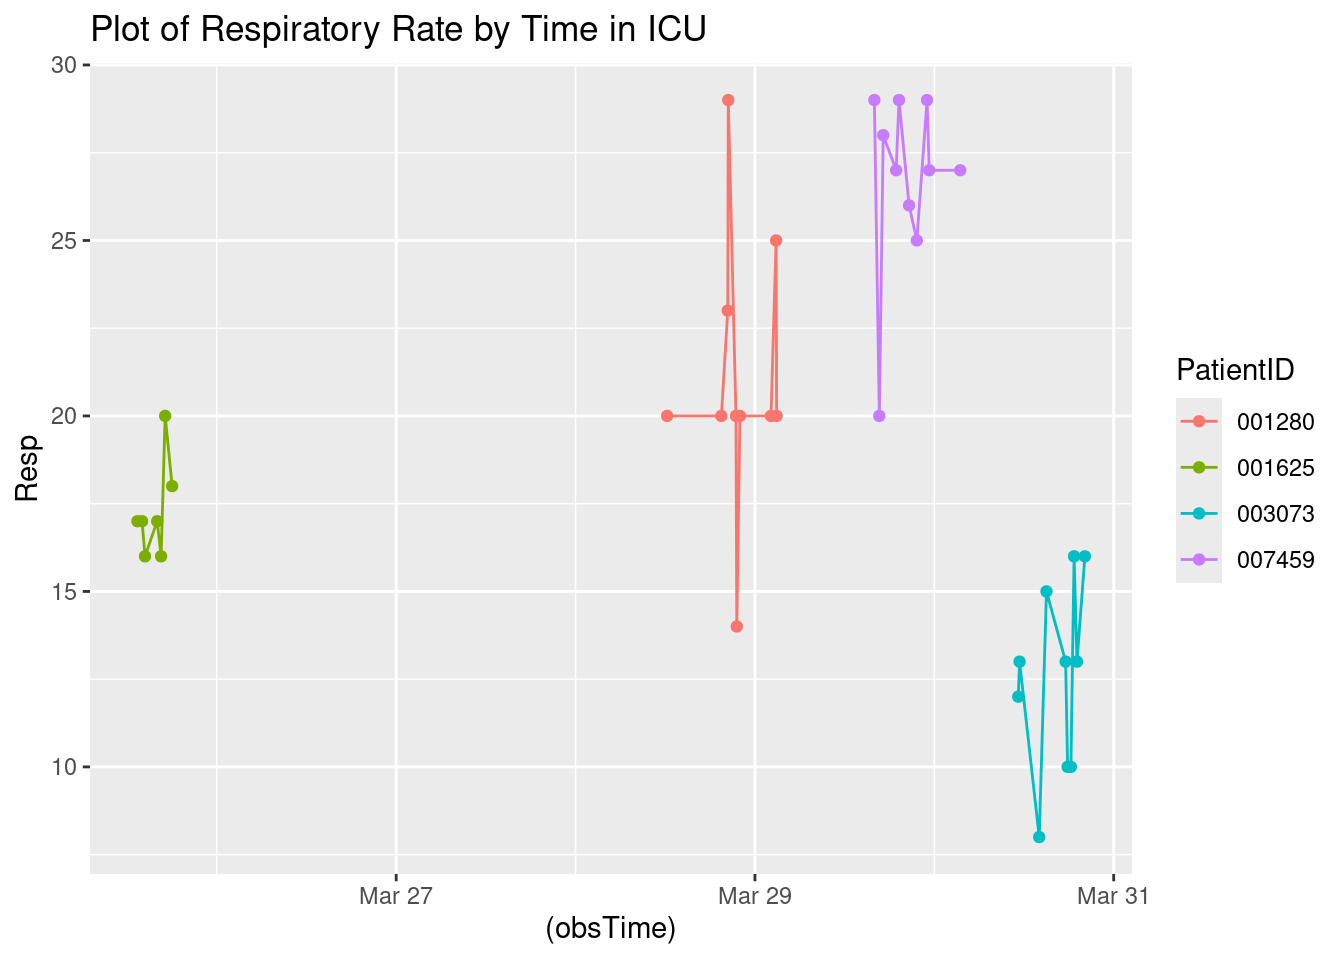 Plot of Respiratory Rate by Time in ICU
30
25
20
15
10
Resp
Mar 27
Mar 29
Mar 31
(obsTime)
PatientID
001280
001625
003073
007459